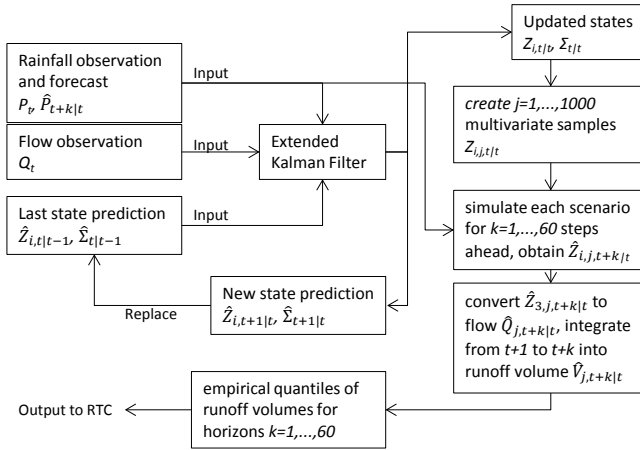 Rainfall observation
and forecast
P_t, P̂_{t+k|t}
Input
Flow observation
Q_t
Input
Last state prediction
Ẑ_{i,t|t−1}, Σ̂_{t|t−1}
Input
Extended
Kalman Filter
New state prediction
Ẑ_{i,t+1|t}, Σ̂_{t+1|t}
Replace
Updated states
Z_{i,t|t}, Σ_{t|t}
create j=1,...,1000
multivariate samples
Z_{i,j,t|t}
simulate each scenario
for k=1,...,60 steps
ahead, obtain Ẑ_{i,j,t+k|t}
convert Ẑ_{3,j,t+k|t} to
flow Q̂_{j,t+k|t}, integrate
from t+1 to t+k into
runoff volume V̂_{j,t+k|t}
empirical quantiles of
runoff volumes for
horizons k=1,...,60
Output to RTC